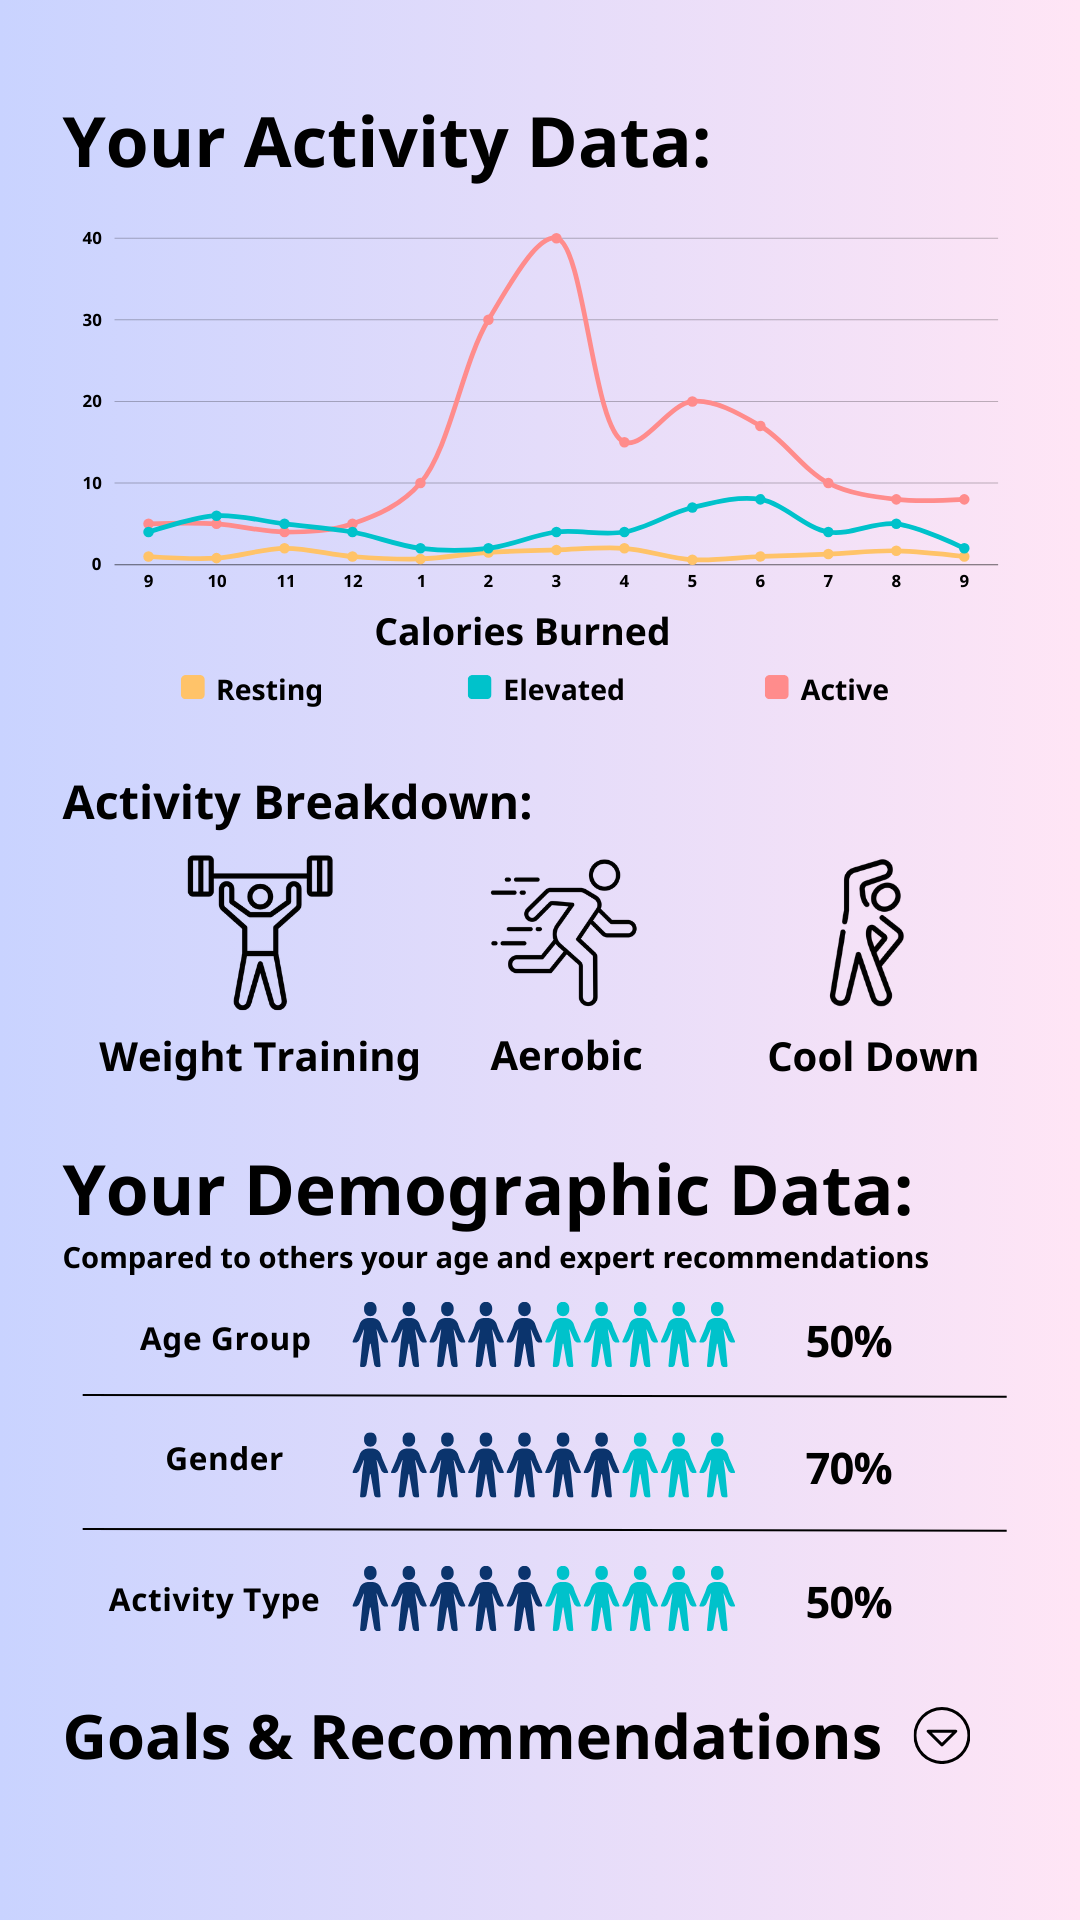 Your Activity Data:
40
30
20
10
0
9 10 11 12 1 2 3 4 5 6 7 8 9
Calories Burned
Resting Elevated Active
Activity Breakdown:
Weight Training Aerobic Cool Down
Your Demographic Data:
Compared to others your age and expert recommendations
Age Group 50%
Gender 70%
Activity Type 50%
Goals & Recommendations